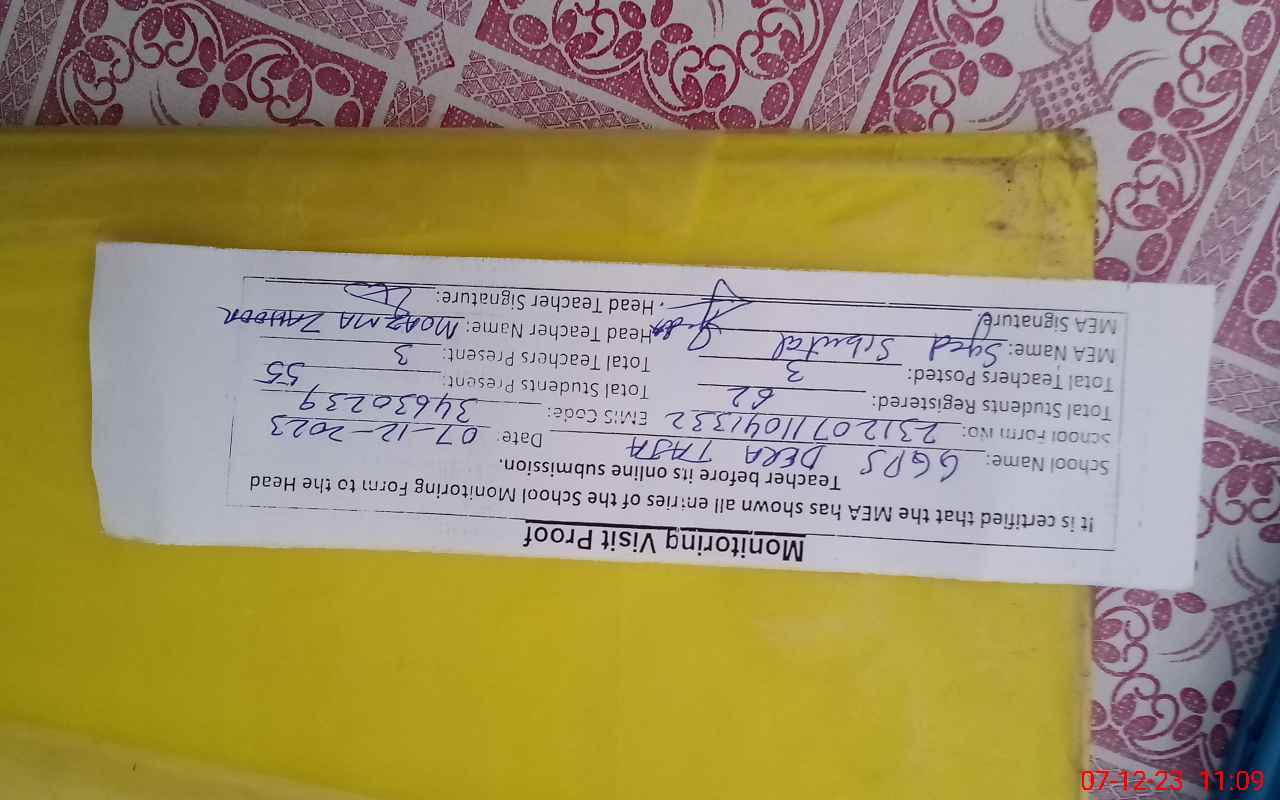 Monitoring Visit Proof
It is certified that the MEA has shown all entries of the School Monitoring Form to the Head
Teacher before its online submission.
School Name: GGPS DERA TAJA Date: 07-12-2023
School Form No: 23120711041332 EMIS Code: 34630239
Total Students Registered: 62 Total Students Present: 55
Total Teachers Posted: 3 Total Teachers Present: 3
MEA Name: Syed Head Teacher Name: MOAZMA ZAHOOR
MEA Signature: Head Teacher Signature:
07-12-23 11:09